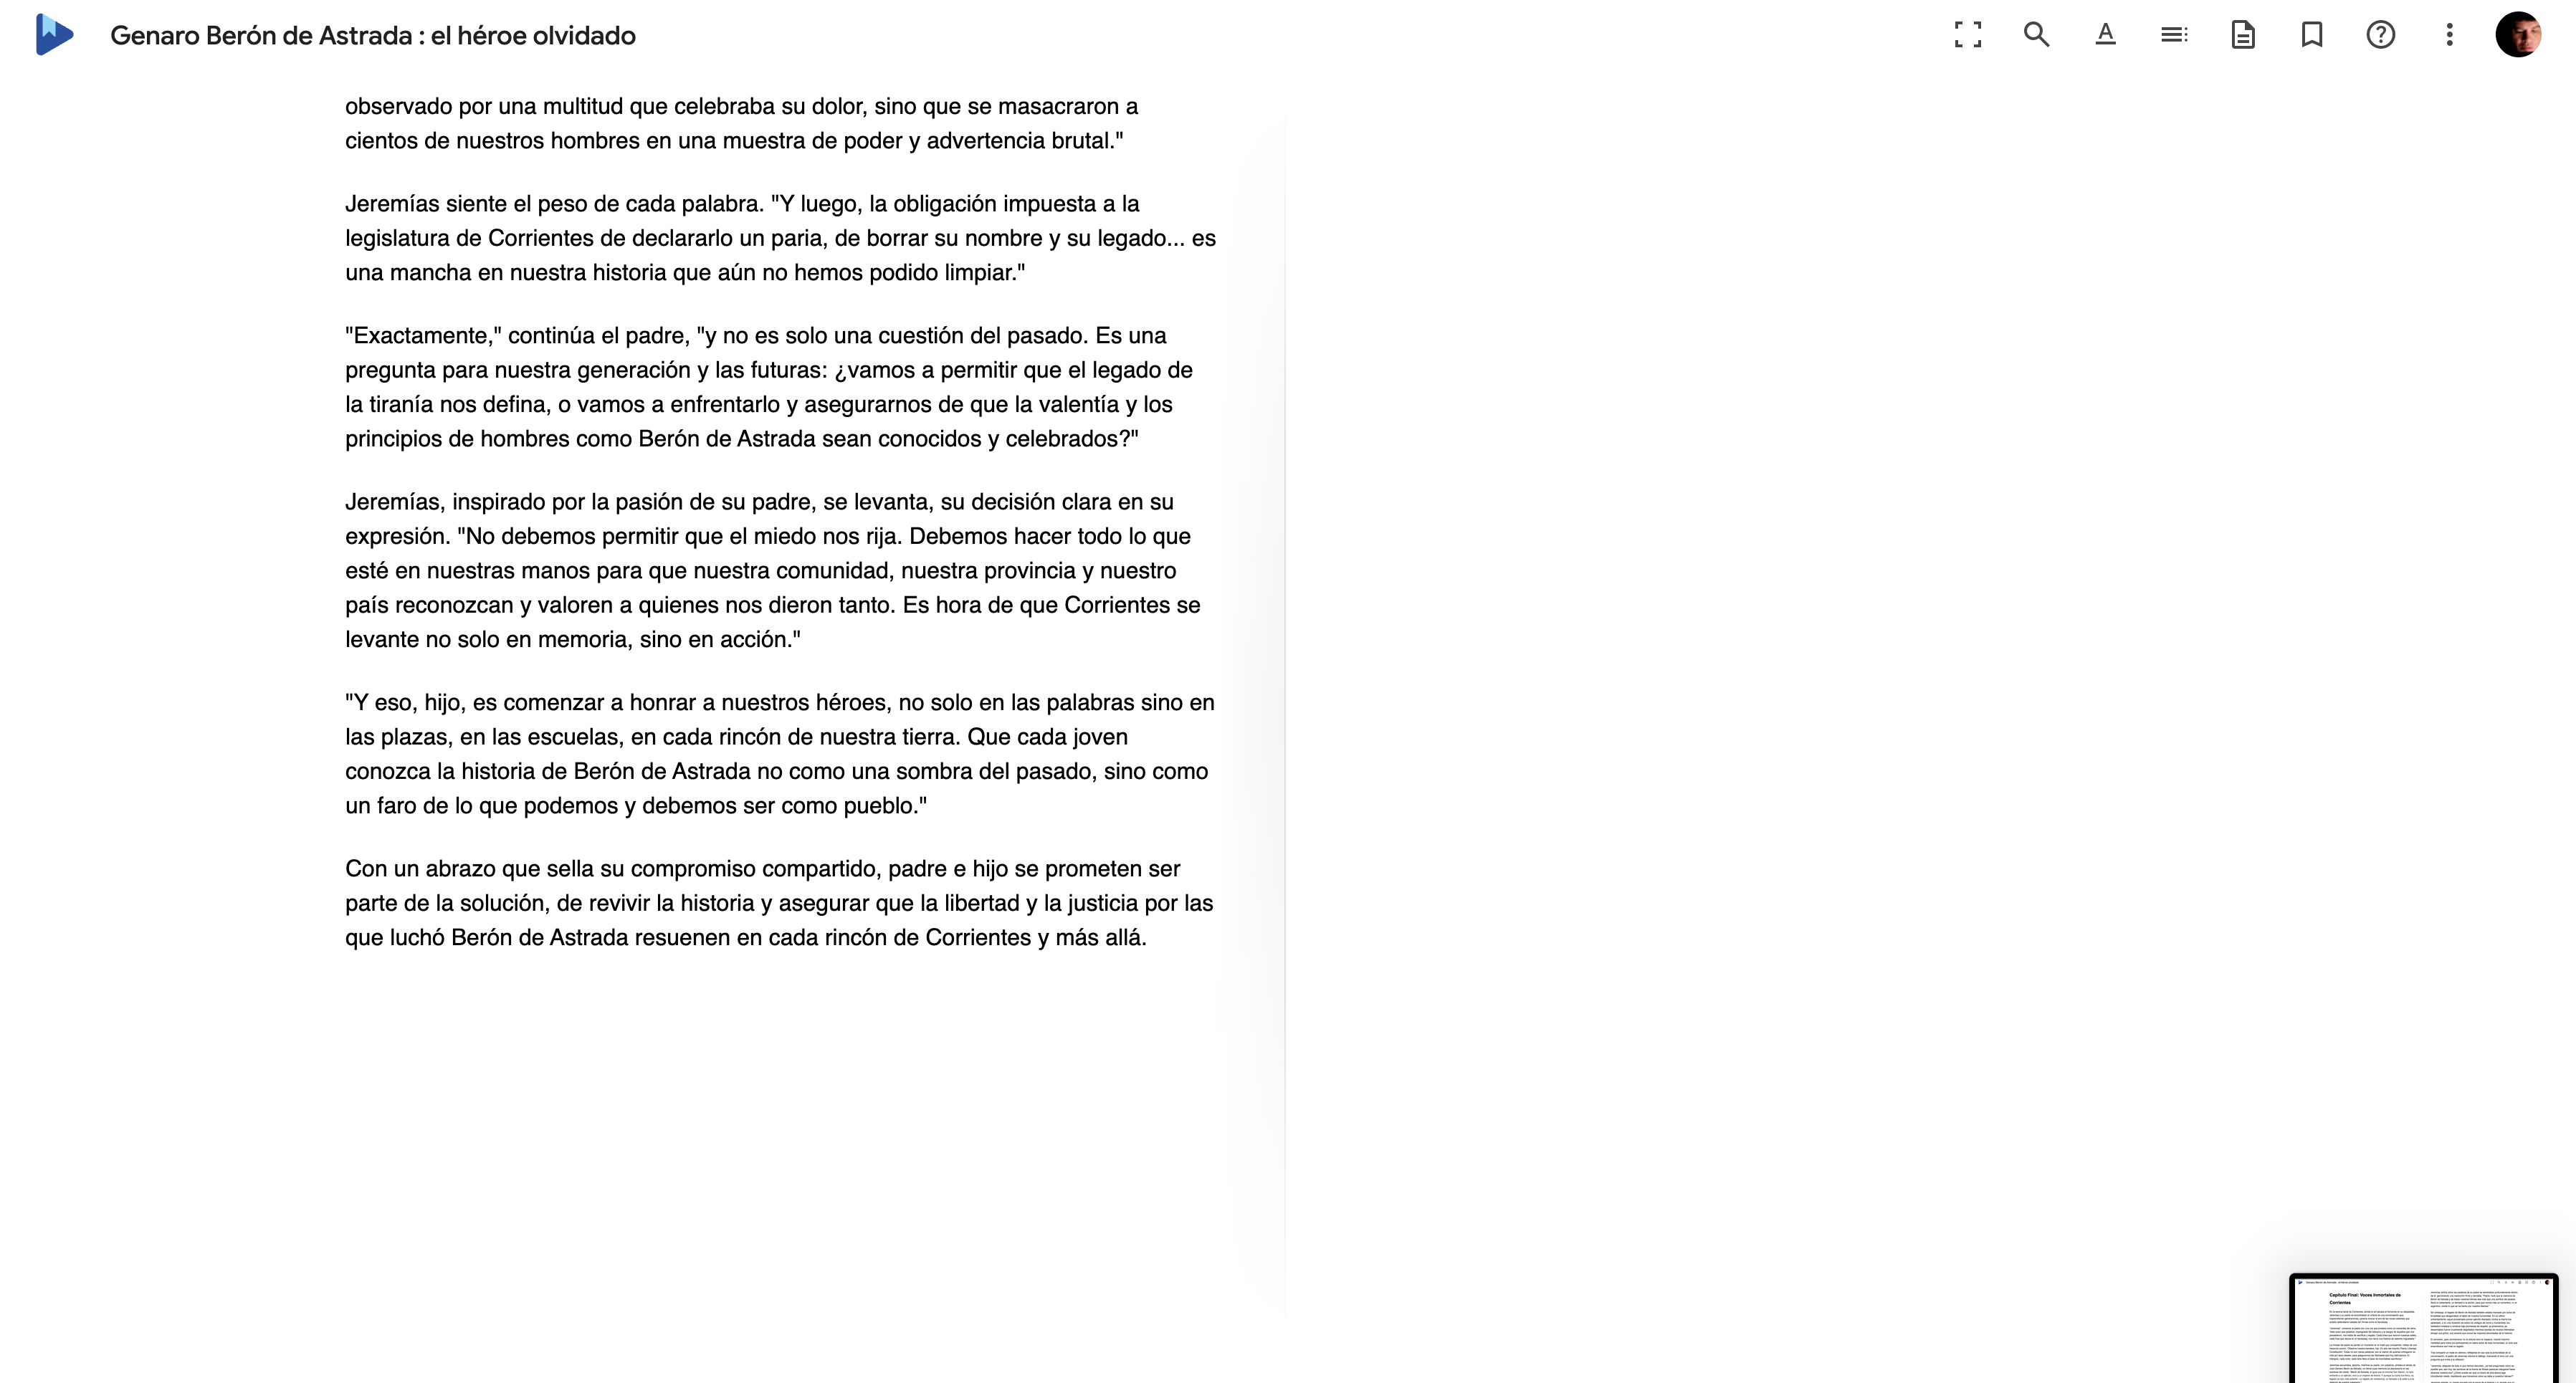 Genaro Berón de Astrada : el héroe olvidado
observado por una multitud que celebraba su dolor, sino que se masacraron a
cientos de nuestros hombres en una muestra de poder y advertencia brutal."
Jeremías siente el peso de cada palabra. "Y luego, la obligación impuesta a la
legislatura de Corrientes de declararlo un paria, de borrar su nombre y su legado... es
una mancha en nuestra historia que aún no hemos podido limpiar."
"Exactamente," continúa el padre, "y no es solo una cuestión del pasado. Es una
pregunta para nuestra generación y las futuras: ¿vamos a permitir que el legado de
la tiranía nos defina, o vamos a enfrentarlo y asegurarnos de que la valentía y los
principios de hombres como Berón de Astrada sean conocidos y celebrados?"
Jeremías, inspirado por la pasión de su padre, se levanta, su decisión clara en su
expresión. "No debemos permitir que el miedo nos rija. Debemos hacer todo lo que
esté en nuestras manos para que nuestra comunidad, nuestra provincia y nuestro
país reconozcan y valoren a quienes nos dieron tanto. Es hora de que Corrientes se
levante no solo en memoria, sino en acción."
"Y eso, hijo, es comenzar a honrar a nuestros héroes, no solo en las palabras sino en
las plazas, en las escuelas, en cada rincón de nuestra tierra. Que cada joven
conozca la historia de Berón de Astrada no como una sombra del pasado, sino como
un faro de lo que podemos y debemos ser como pueblo."
Con un abrazo que sella su compromiso compartido, padre e hijo se prometen ser
parte de la solución, de revivir la historia y asegurar que la libertad y la justicia por las
que luchó Berón de Astrada resuenen en cada rincón de Corrientes y más allá.
Capítulo Final: Voces Inmortales de
Corrientes